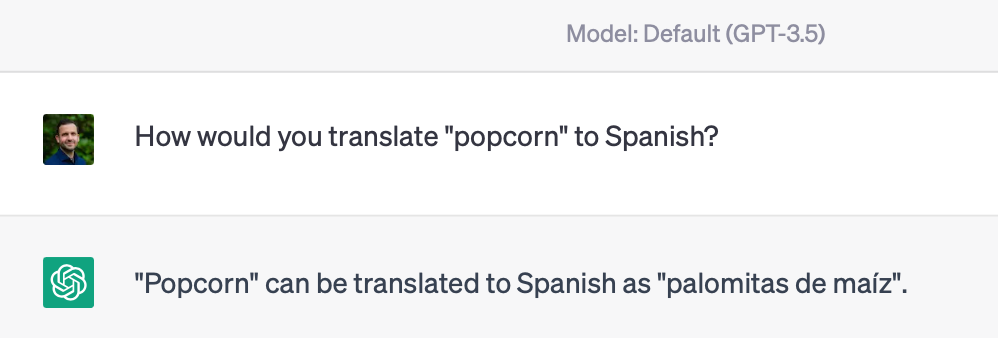 Model: Default (GPT-3.5)
How would you translate "popcorn" to Spanish?
"Popcorn" can be translated to Spanish as "palomitas de maíz".